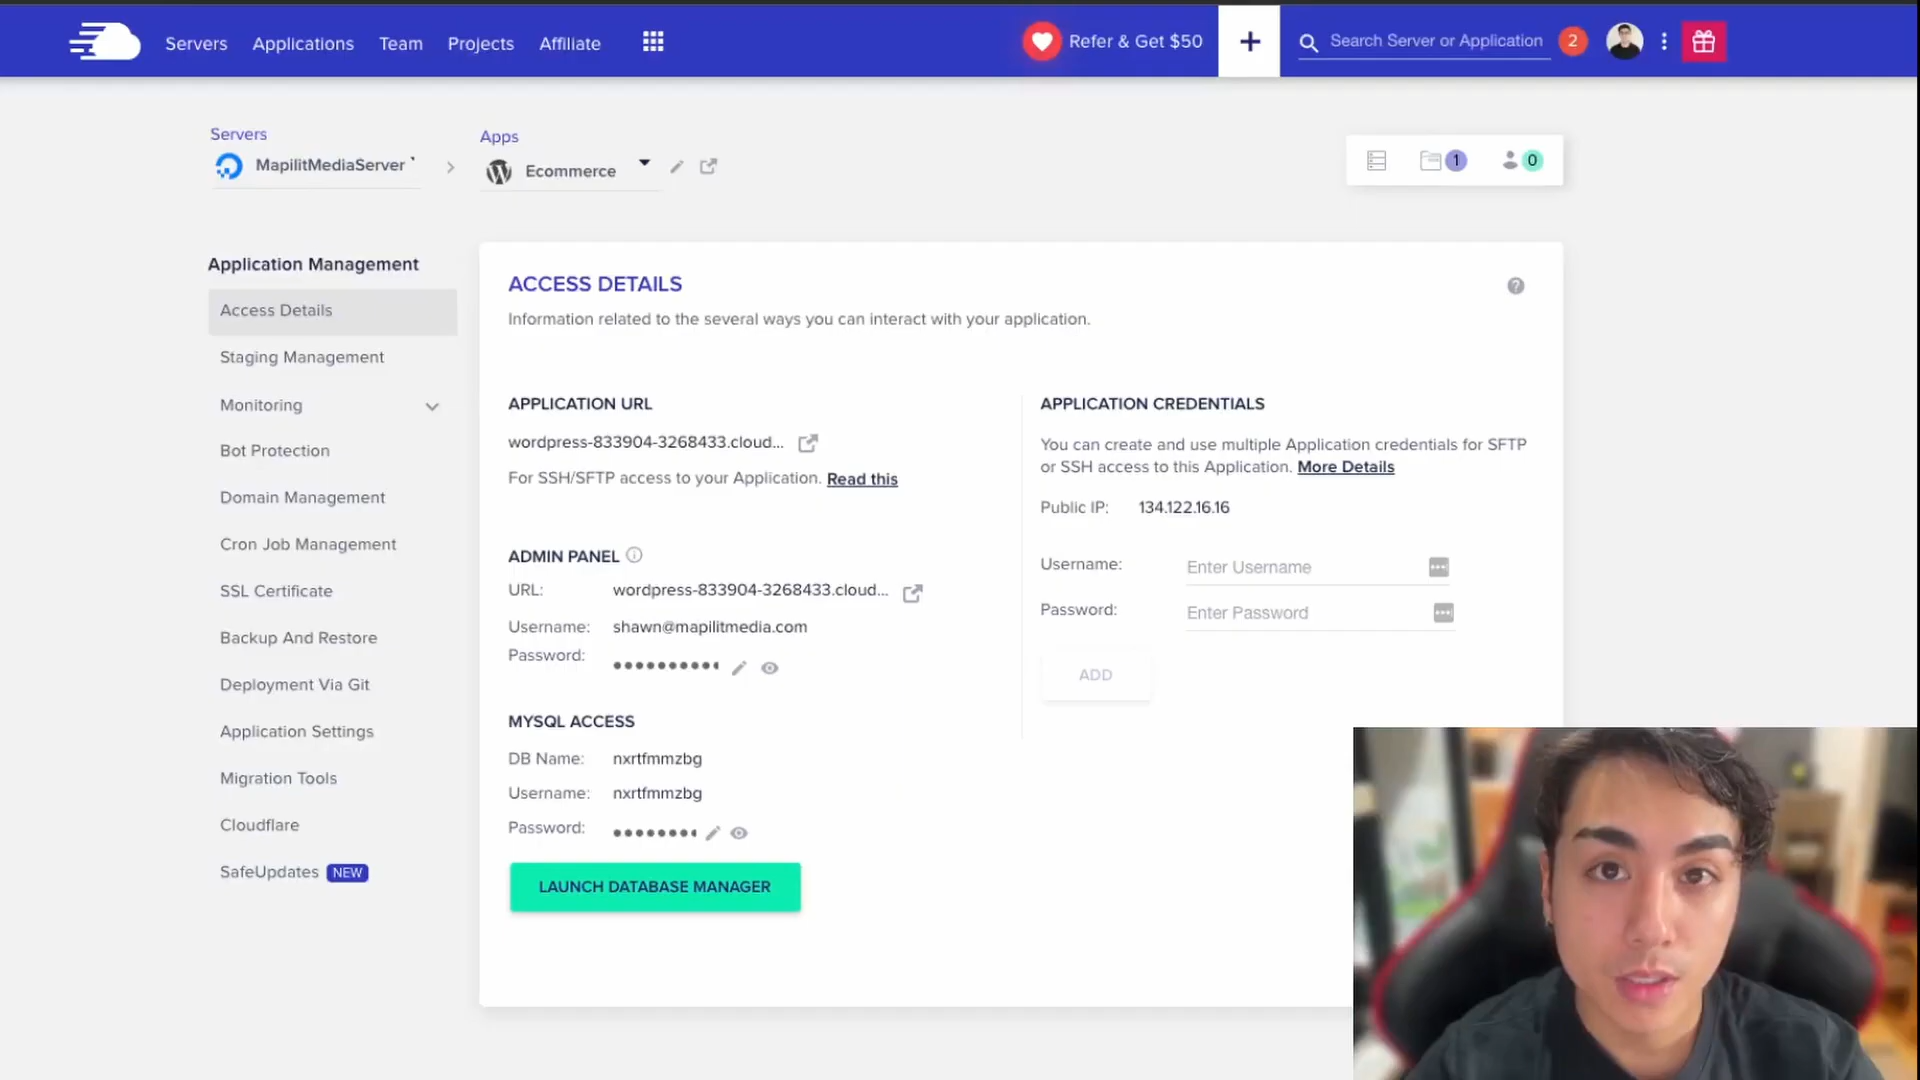 Servers Applications Team Projects Affiliate Refer & Get $50 + Search Server or Application 2
Servers
MapilitMediaServer
Apps
Ecommerce
1 0
Application Management
Access Details
Staging Management
Monitoring
Bot Protection
Domain Management
Cron Job Management
SSL Certificate
Backup And Restore
Deployment Via Git
Application Settings
Migration Tools
Cloudflare
SafeUpdates NEW
ACCESS DETAILS
Information related to the several ways you can interact with your application.
APPLICATION URL
wordpress-833904-3268433.cloud...
For SSH/SFTP access to your Application. Read this
ADMIN PANEL
URL: wordpress-833904-3268433.cloud...
Username: shawn@mapilitmedia.com
Password:
MYSQL ACCESS
DB Name: nxrtfmmzbg
Username: nxrtfmmzbg
Password:
LAUNCH DATABASE MANAGER
APPLICATION CREDENTIALS
You can create and use multiple Application credentials for SFTP
or SSH access to this Application. More Details
Public IP: 134.122.16.16
Username: Enter Username
Password: Enter Password
ADD